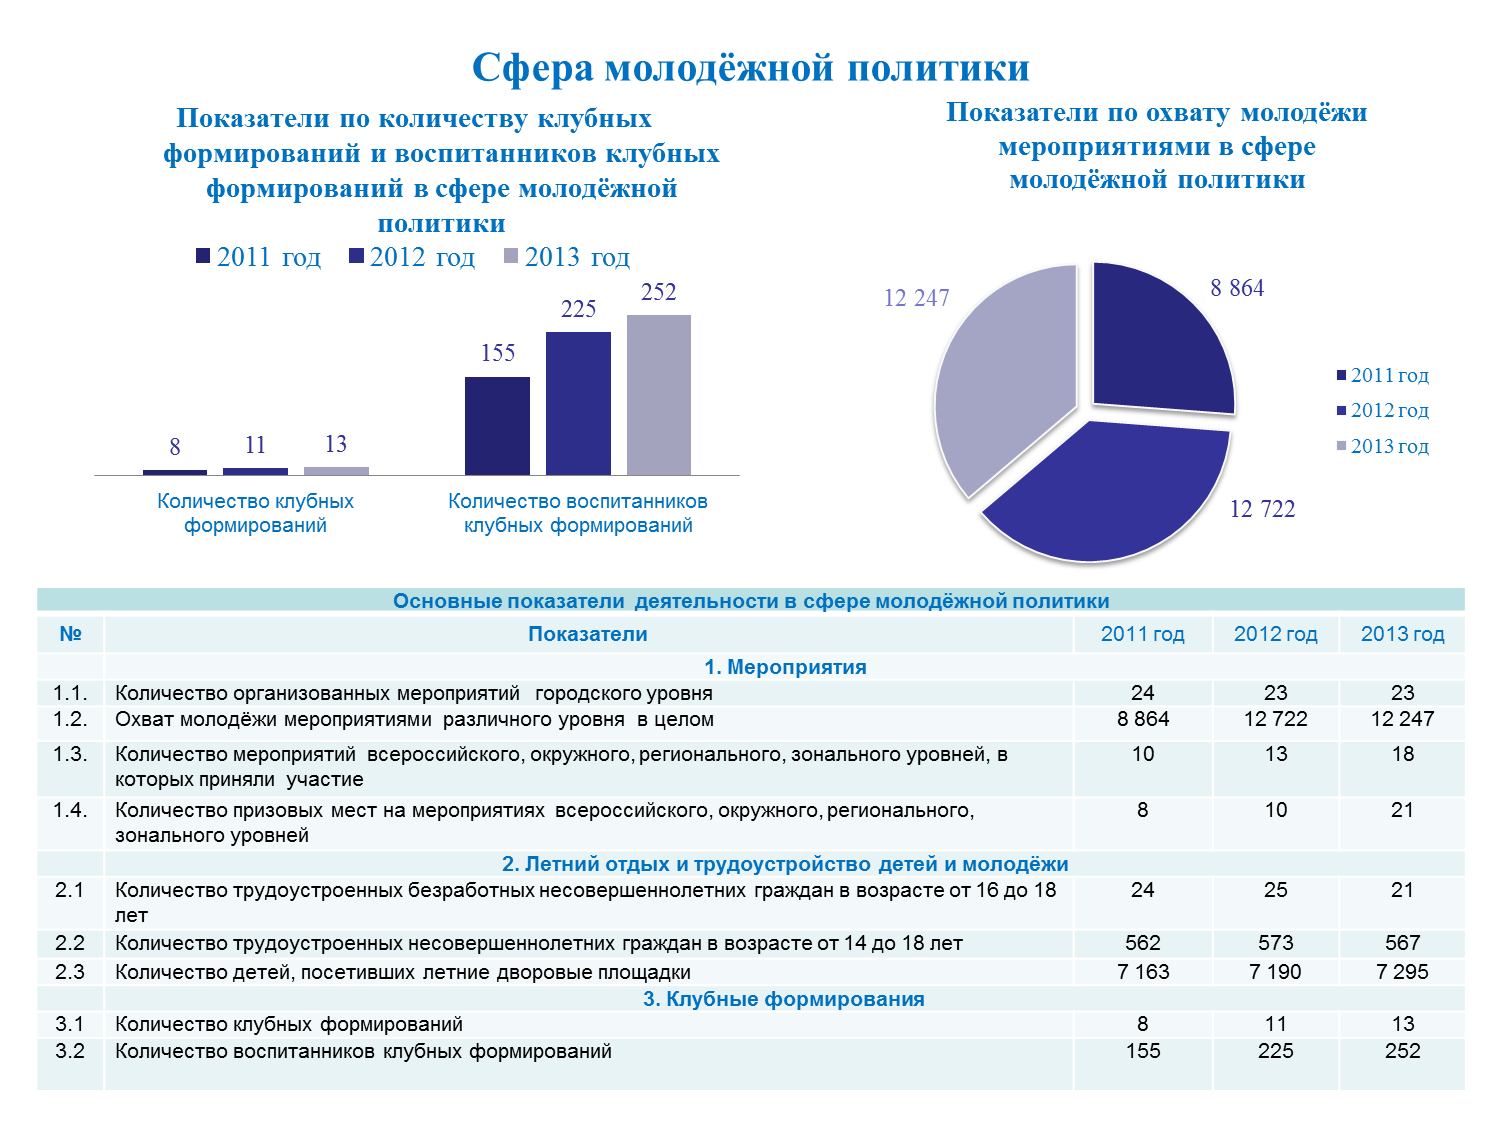 Сфера молодёжной политики
Показатели по количеству клубных
формирований и воспитанников клубных
формирований в сфере молодёжной
политики
2011 год 2012 год 2013 год
252
225
155
13
11
8
Количество клубных
формирований
Количество воспитанников
клубных формирований
Показатели по охвату молодёжи
мероприятиями в сфере
молодёжной политики
12 247
8 864
12 722
2011 год
2012 год
2013 год
Основные показатели деятельности в сфере молодёжной политики
№ Показатели 2011 год 2012 год 2013 год
1. Мероприятия
1.1. Количество организованных мероприятий городского уровня 24 23 23
1.2. Охват молодёжи мероприятиями различного уровня в целом 8 864 12 722 12 247
1.3. Количество мероприятий всероссийского, окружного, регионального, зонального уровней, в 10 13 18
которых приняли участие
1.4. Количество призовых мест на мероприятиях всероссийского, окружного, регионального, 8 10 21
зонального уровней
2. Летний отдых и трудоустройство детей и молодёжи
2.1 Количество трудоустроенных безработных несовершеннолетних граждан в возрасте от 16 до 18 24 25 21
лет
2.2 Количество трудоустроенных несовершеннолетних граждан в возрасте от 14 до 18 лет 562 573 567
2.3 Количество детей, посетивших летние дворовые площадки 7 163 7 190 7 295
3. Клубные формирования
3.1 Количество клубных формирований 8 11 13
3.2 Количество воспитанников клубных формирований 155 225 252